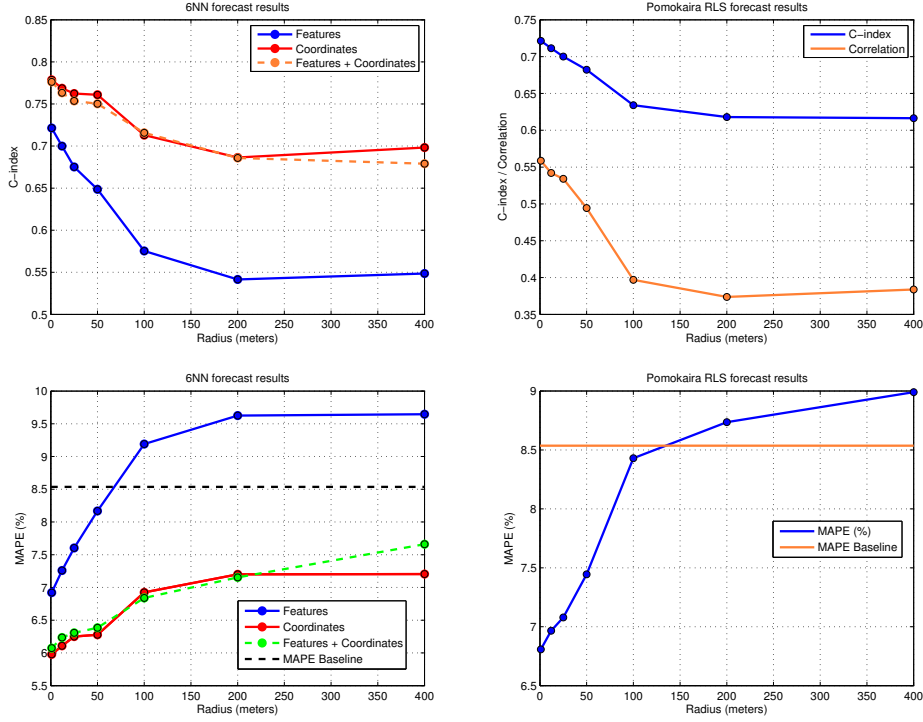 6NN forecast results
0.85
0.8
0.75
0.7
0.65
0.6
0.55
0.5
C-index
Features
Coordinates
Features + Coordinates
0 50 100 150 200 250 300 350 400
Radius (meters)
Pomokaira RLS forecast results
0.75
0.7
0.65
0.6
0.55
0.5
0.45
0.4
0.35
C-index / Correlation
C-index
Correlation
0 50 100 150 200 250 300 350 400
Radius (meters)
6NN forecast results
10
9.5
9
8.5
8
7.5
7
6.5
6
5.5
MAPE (%)
Features
Coordinates
Features + Coordinates
MAPE Baseline
0 50 100 150 200 250 300 350 400
Radius (meters)
Pomokaira RLS forecast results
9
8.5
8
7.5
7
6.5
MAPE (%)
MAPE (%)
MAPE Baseline
0 50 100 150 200 250 300 350 400
Radius (meters)